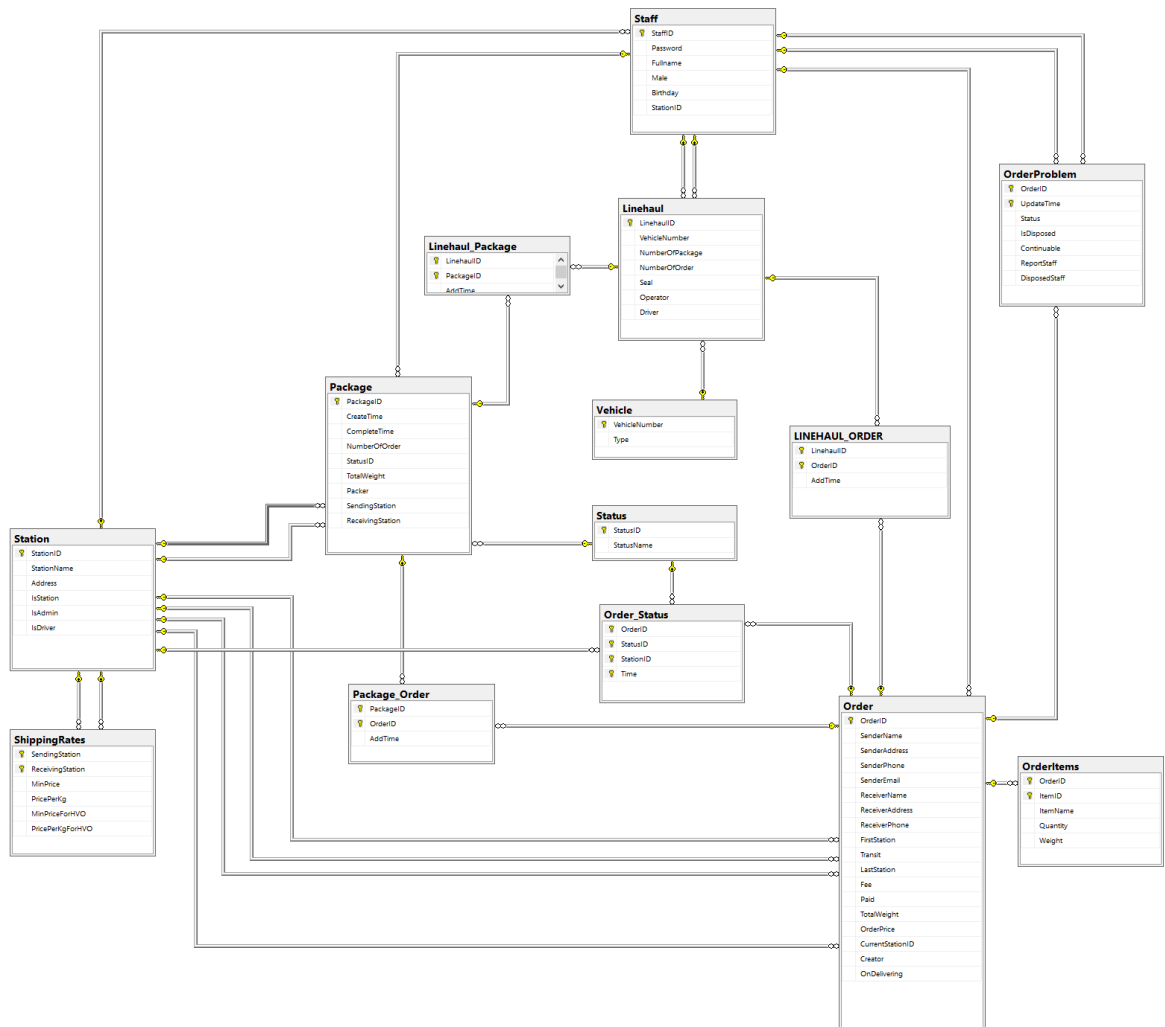 Staff
StaffID
Password
Fullname
Male
Birthday
StationID
OrderProblem
OrderID
UpdateTime
Status
IsDisposed
Continuable
ReportStaff
DisposedStaff
Linehaul
LinehaulID
VehicleNumber
NumberOfPackage
NumberOfOrder
Seal
Operator
Driver
Linehaul_Package
LinehaulID
PackageID
AddTime
Package
PackageID
CreateTime
CompleteTime
NumberOfOrder
StatusID
TotalWeight
Packer
SendingStation
ReceivingStation
Vehicle
VehicleNumber
Type
LINEHAUL_ORDER
LinehaulID
OrderID
AddTime
Status
StatusID
StatusName
Station
StationID
StationName
Address
IsStation
IsAdmin
IsDriver
Order_Status
OrderID
StatusID
StationID
Time
Package_Order
PackageID
OrderID
AddTime
Order
OrderID
SenderName
SenderAddress
SenderPhone
SenderEmail
ReceiverName
ReceiverAddress
ReceiverPhone
FirstStation
Transit
LastStation
Fee
Paid
TotalWeight
OrderPrice
CurrentStationID
Creator
OnDelivering
ShippingRates
SendingStation
ReceivingStation
MinPrice
PricePerKg
MinPriceForHVO
PricePerKgForHVO
OrderItems
OrderID
ItemID
ItemName
Quantity
Weight